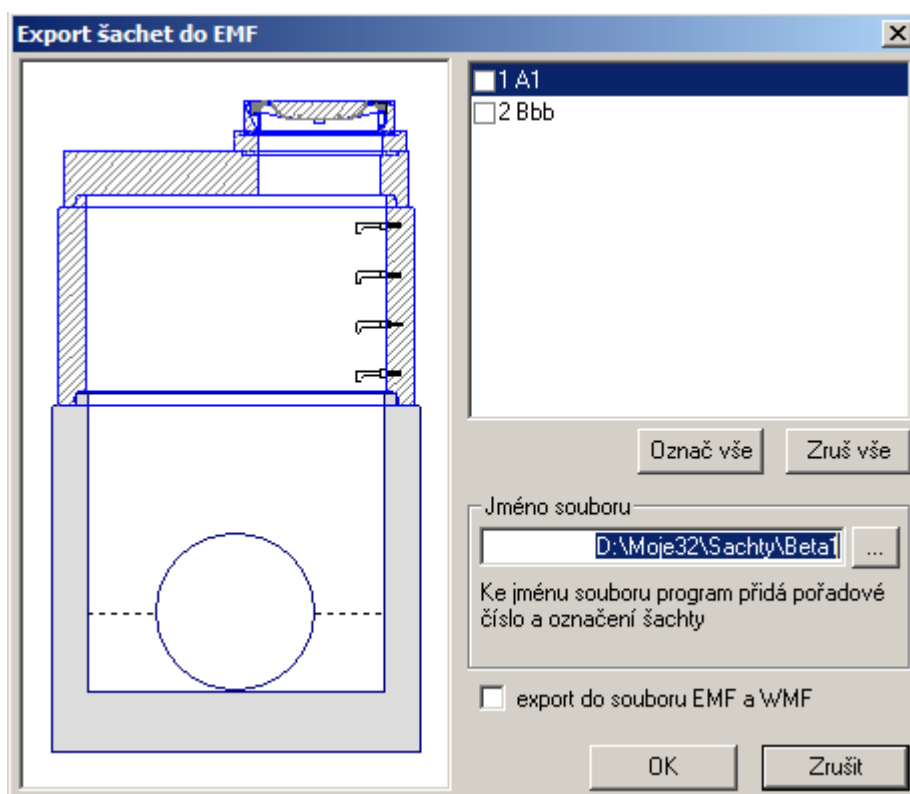 Export šachet do EMF
1 A1
2 Bbb
Označ vše
Zruš vše
Jméno souboru
D:\Moje32\Sachty\Beta1
...
Ke jménu souboru program přidá pořadové
číslo a označení šachty
export do souboru EMF a WMF
OK
Zrušit